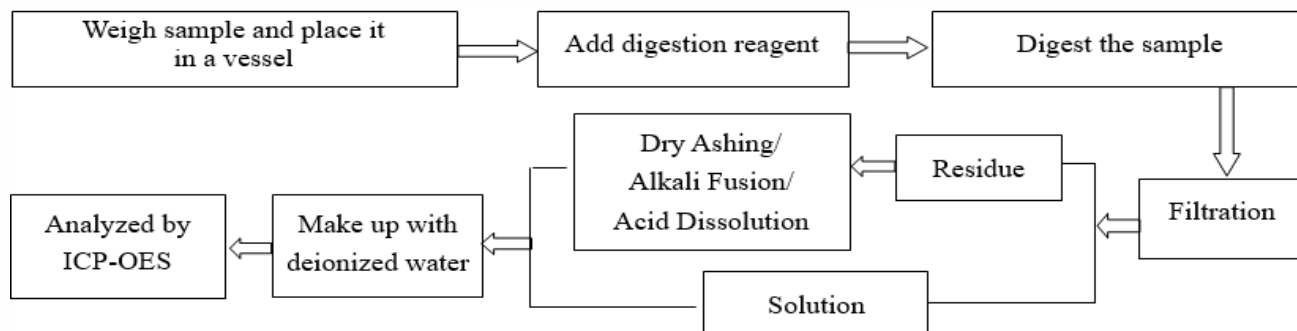 Weigh sample and place it
in a vessel
Add digestion reagent
Digest the sample
Filtration
Residue
Dry Ashing/
Alkali Fusion/
Acid Dissolution
Solution
Make up with
deionized water
Analyzed by
ICP-OES